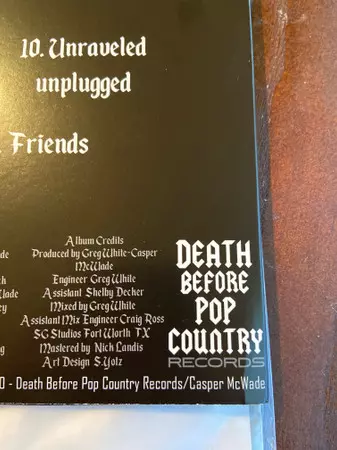 10. Unraveled
unplugged
Friends
Album Credits
Produced by Greg White-Casper
McWade
Engineer Greg White
Assistant Shelby Decker
Mixed by Greg White
Assistant Mix Engineer Craig Ross
SG Studios Fort Worth TX
Mastered by Nick Landis
Art Design S.Yotz
DEATH
BEFORE
POP
COUNTRY
RECORDS
- Death Before Pop Country Records/Casper McWade